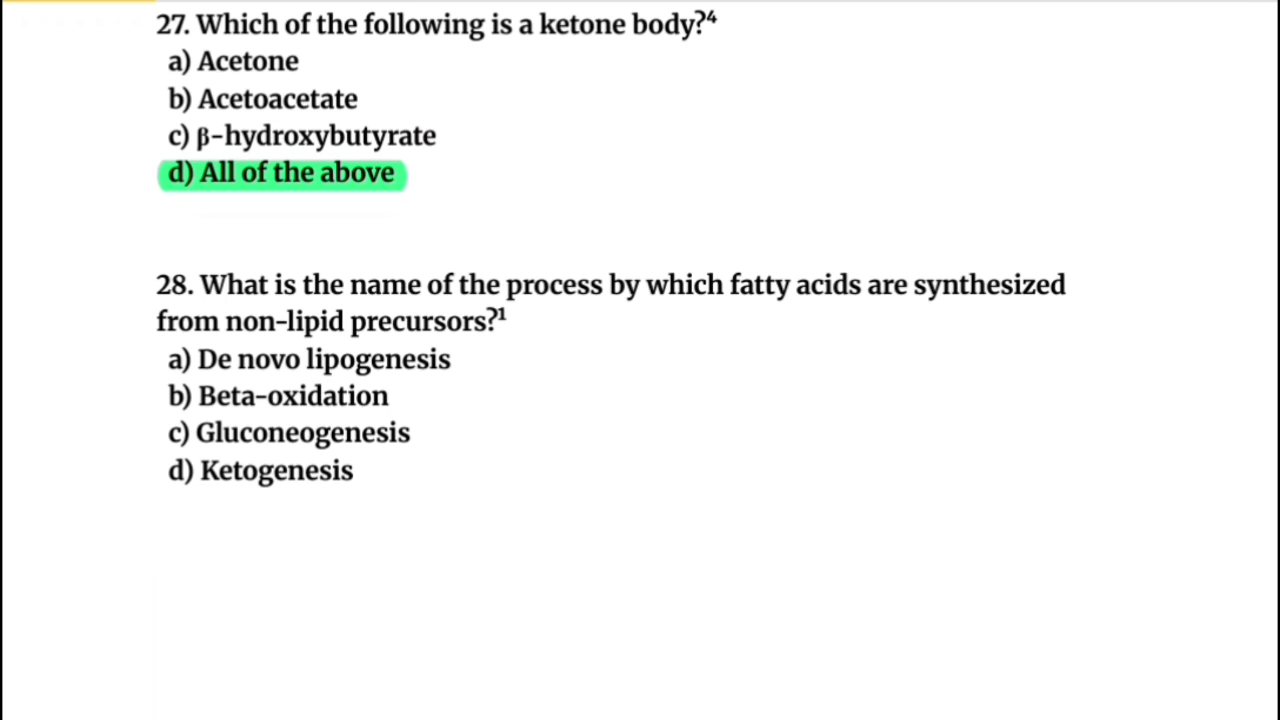 27. Which of the following is a ketone body?⁴
a) Acetone
b) Acetoacetate
c) β-hydroxybutyrate
d) All of the above
28. What is the name of the process by which fatty acids are synthesized
from non-lipid precursors?¹
a) De novo lipogenesis
b) Beta-oxidation
c) Gluconeogenesis
d) Ketogenesis